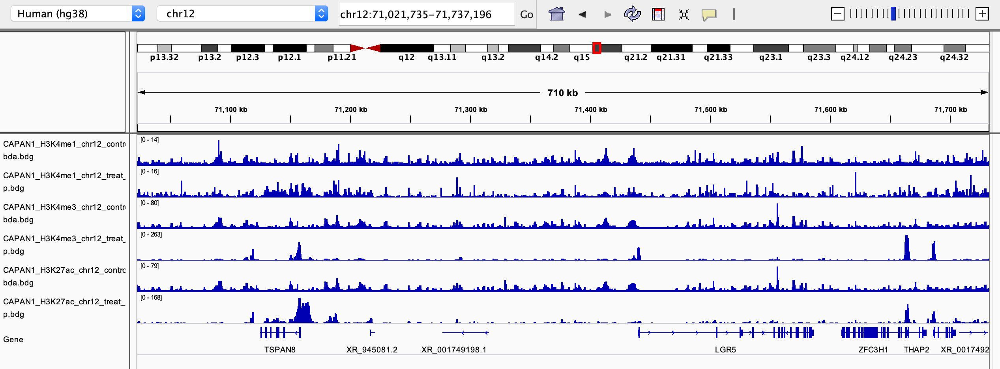 Human (hg38) chr12 chr12:71,021,735-71,737,196 Go
p13.32 p13.2 p12.3 p12.1 p11.21 q12 q13.11 q13.2 q14.2 q15 q21.2 q21.31 q21.33 q23.1 q23.3 q24.12 q24.23 q24.32
710 kb
71,100 kb 71,200 kb 71,300 kb 71,400 kb 71,500 kb 71,600 kb 71,700 kb
[0 - 14]
CAPAN1_H3K4me1_chr12_contr
bda.bdg
[0 - 16]
CAPAN1_H3K4me1_chr12_treat_
p.bdg
[0 - 80]
CAPAN1_H3K4me3_chr12_contr
bda.bdg
[0 - 263]
CAPAN1_H3K4me3_chr12_treat_
p.bdg
[0 - 79]
CAPAN1_H3K27ac_chr12_contro
bda.bdg
[0 - 168]
CAPAN1_H3K27ac_chr12_treat_
p.bdg
Gene
TSPAN8 XR_945081.2 XR_001749198.1 LGR5 ZFC3H1 THAP2 XR_0017492